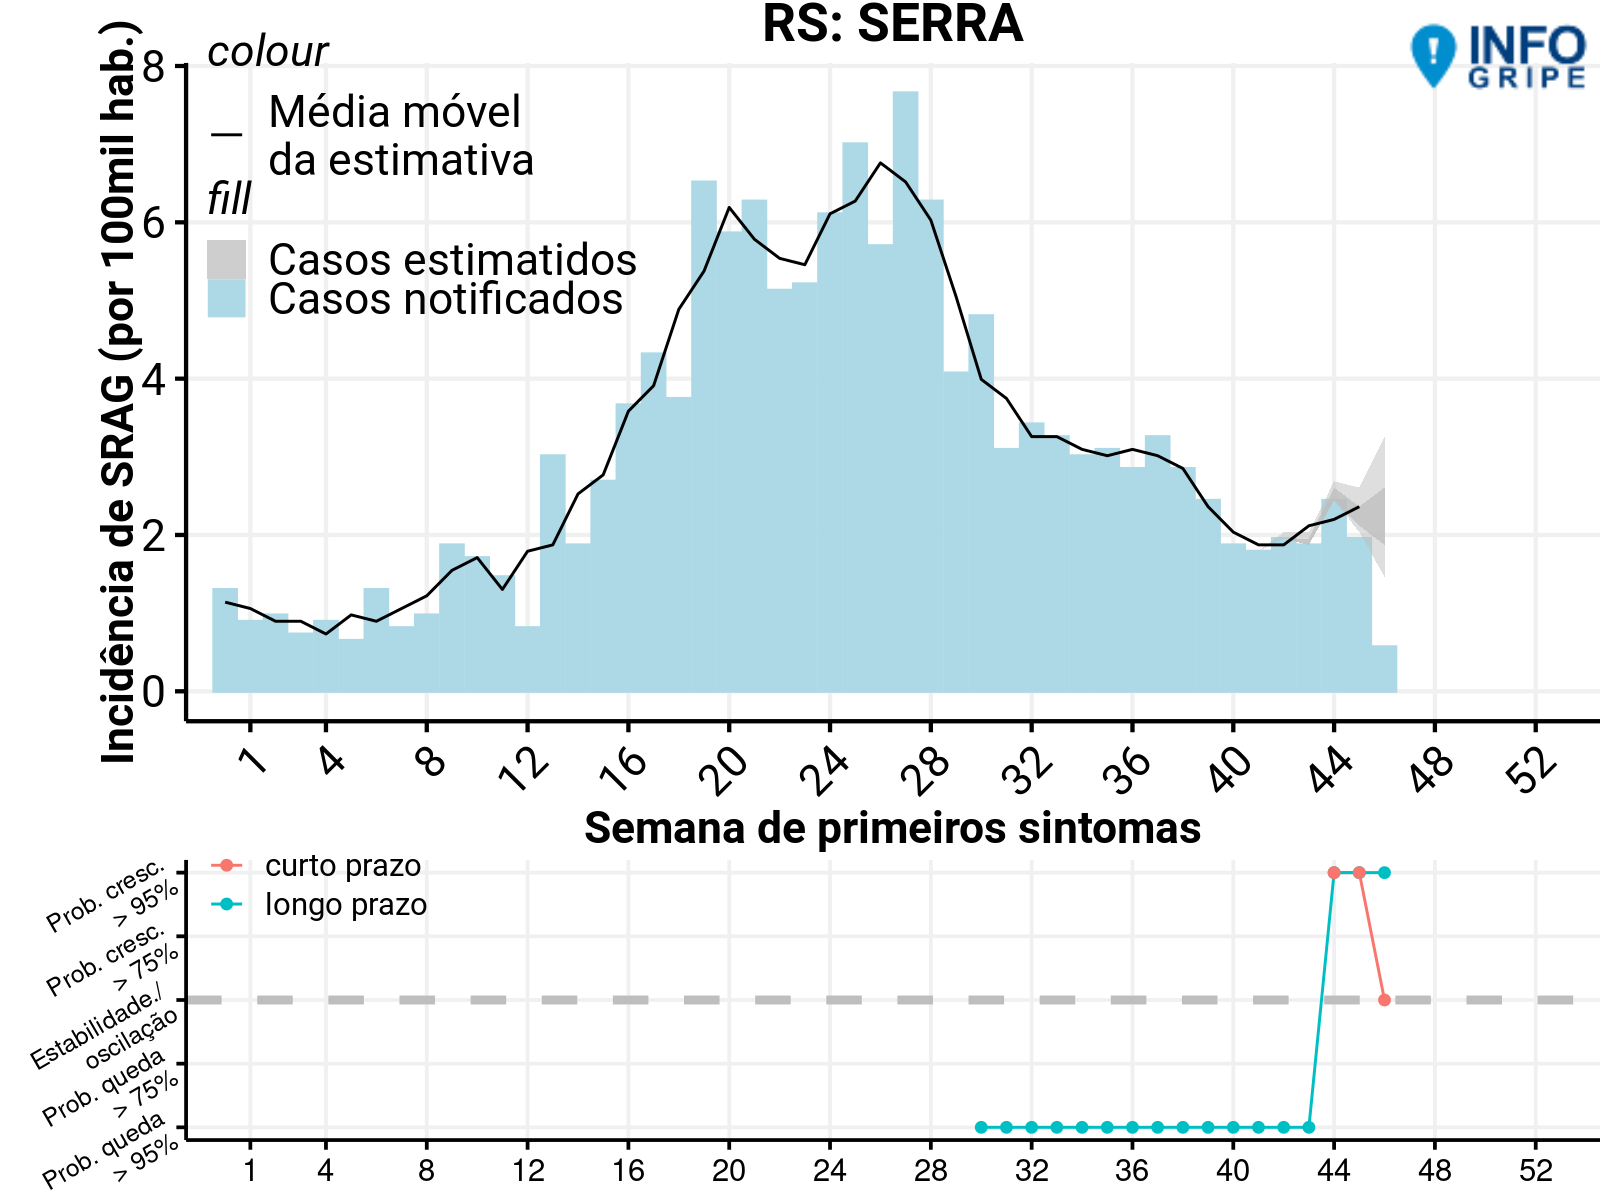 RS: SERRA
INFO
GRIPE
Incidência de SRAG (por 100mil hab.)
colour
Média móvel
da estimativa
fill
Casos estimatidos
Casos notificados
8
6
4
2
0
1 4 8 12 16 20 24 28 32 36 40 44 48 52
Semana de primeiros sintomas
curto prazo
longo prazo
Prob. cresc.
> 95%
Prob. cresc.
> 75%
Estabilidade./
oscilação
Prob. queda
> 75%
Prob. queda
> 95%
1 4 8 12 16 20 24 28 32 36 40 44 48 52